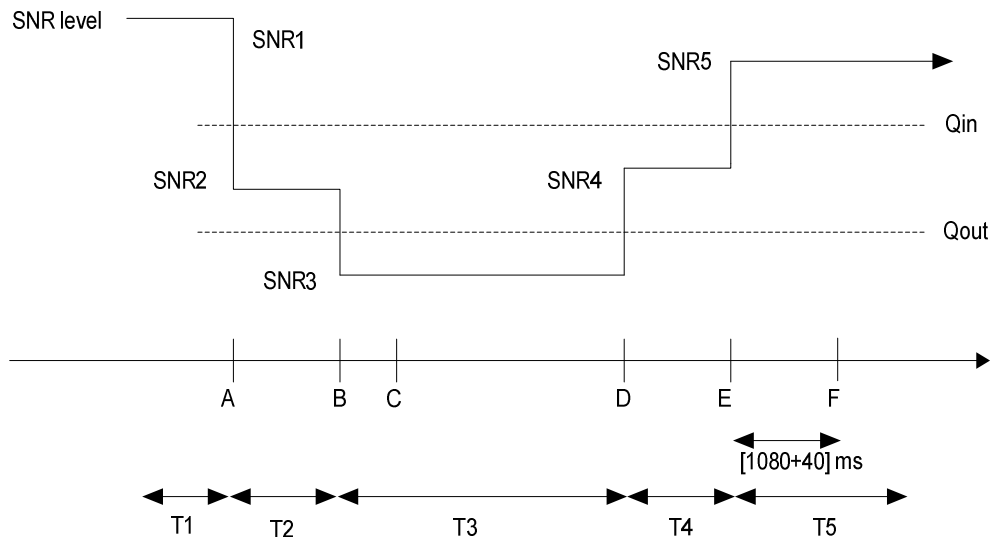 SNR level
SNR1
SNR5
Qin
SNR2
SNR4
Qout
SNR3
A B C D E F
[1080+40] ms
T1 T2 T3 T4 T5